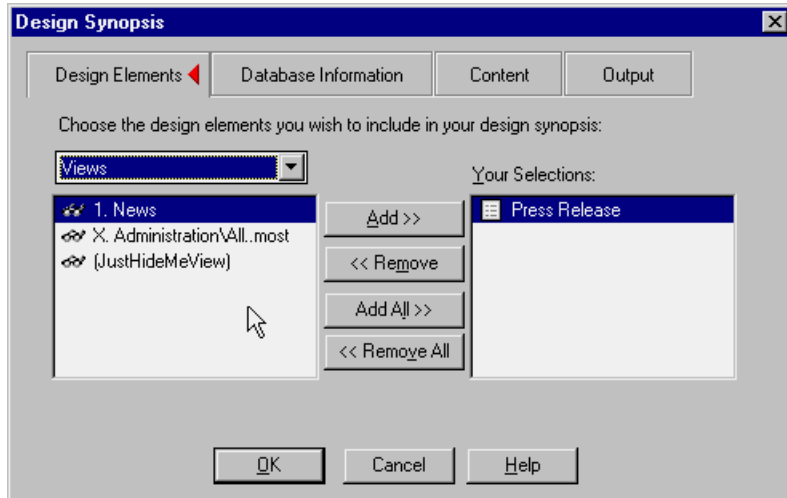 Design Synopsis
Design Elements Database Information Content Output
Choose the design elements you wish to include in your design synopsis:
Views
Your Selections:
1. News
X. Administration\All..most
(JustHideMeView)
Add >>
<< Remove
Add All >>
<< Remove All
Press Release
OK Cancel Help